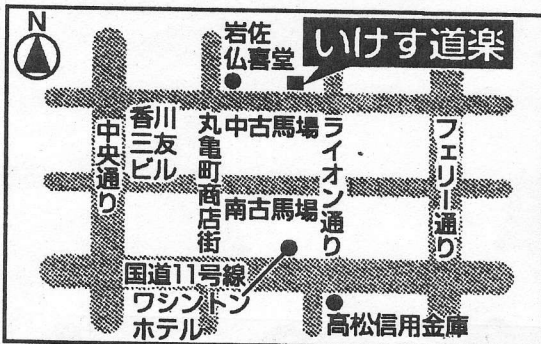 N
岩佐
仏喜堂
いけす道楽
香川
三友ビル
中央通り
丸亀町商店街
中古馬場
ライオン通り
フェリー通り
南古馬場
国道11号線
ワシントン
ホテル
高松信用金庫